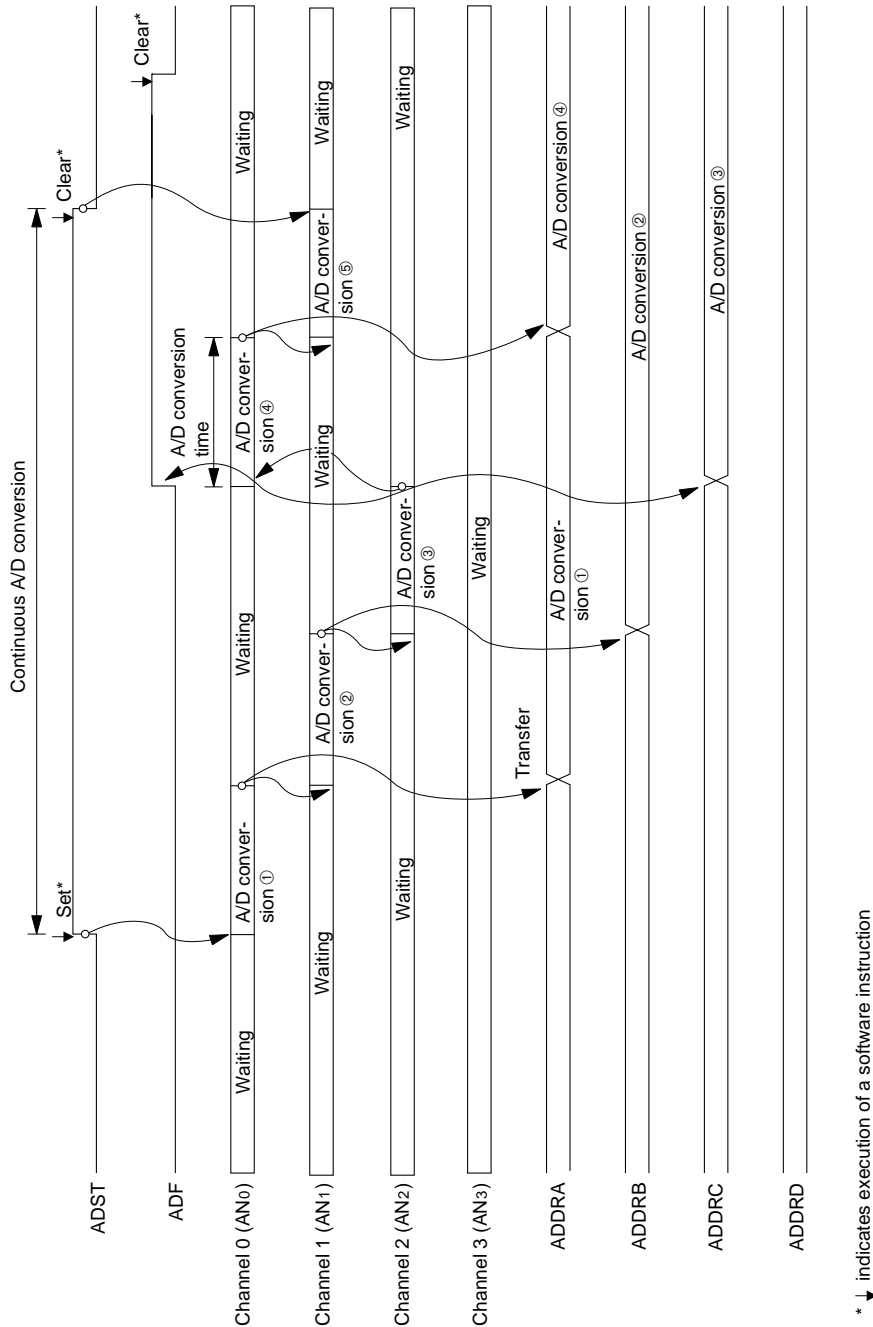 Continuous A/D conversion
Set*
Clear*
Clear*
ADST
ADF
A/D conversion
time
Channel 0 (AN0)
Waiting
A/D conver-
sion ①
Waiting
A/D conver-
sion ④
Waiting
Channel 1 (AN1)
Waiting
A/D conver-
sion ②
Waiting
A/D conver-
sion ⑤
Waiting
Channel 2 (AN2)
Waiting
A/D conver-
sion ③
Waiting
Channel 3 (AN3)
Waiting
Transfer
ADDRA
A/D conver-
sion ①
A/D conversion ④
ADDRB
A/D conversion ②
ADDRC
A/D conversion ③
ADDRD
* ↓ indicates execution of a software instruction